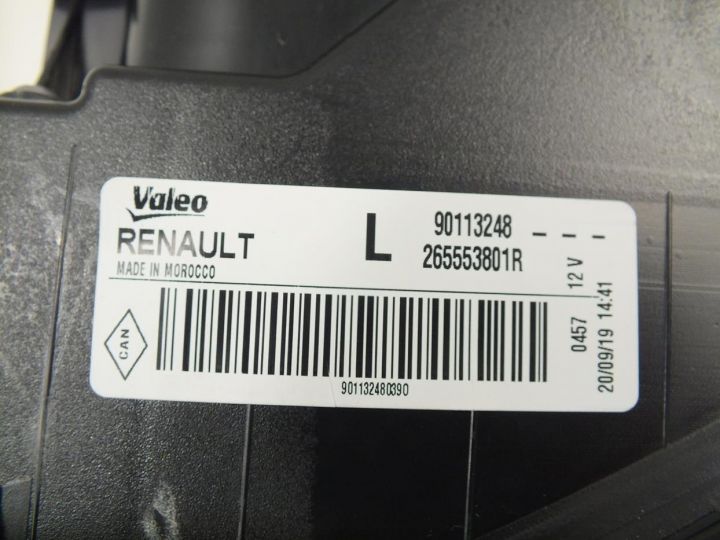 Valeo
RENAULT
MADE IN MOROCCO
L
90113248 - - -
265553801R
12 V
CAN
0457
20/09/19 14:41
901132480390